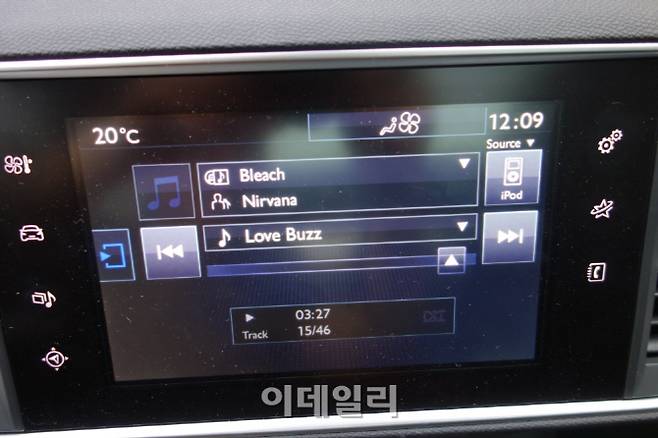 20°C
12:09
Source ▼
Bleach
Nirvana
iPod
Love Buzz
03:27
Track 15/46
이데일리